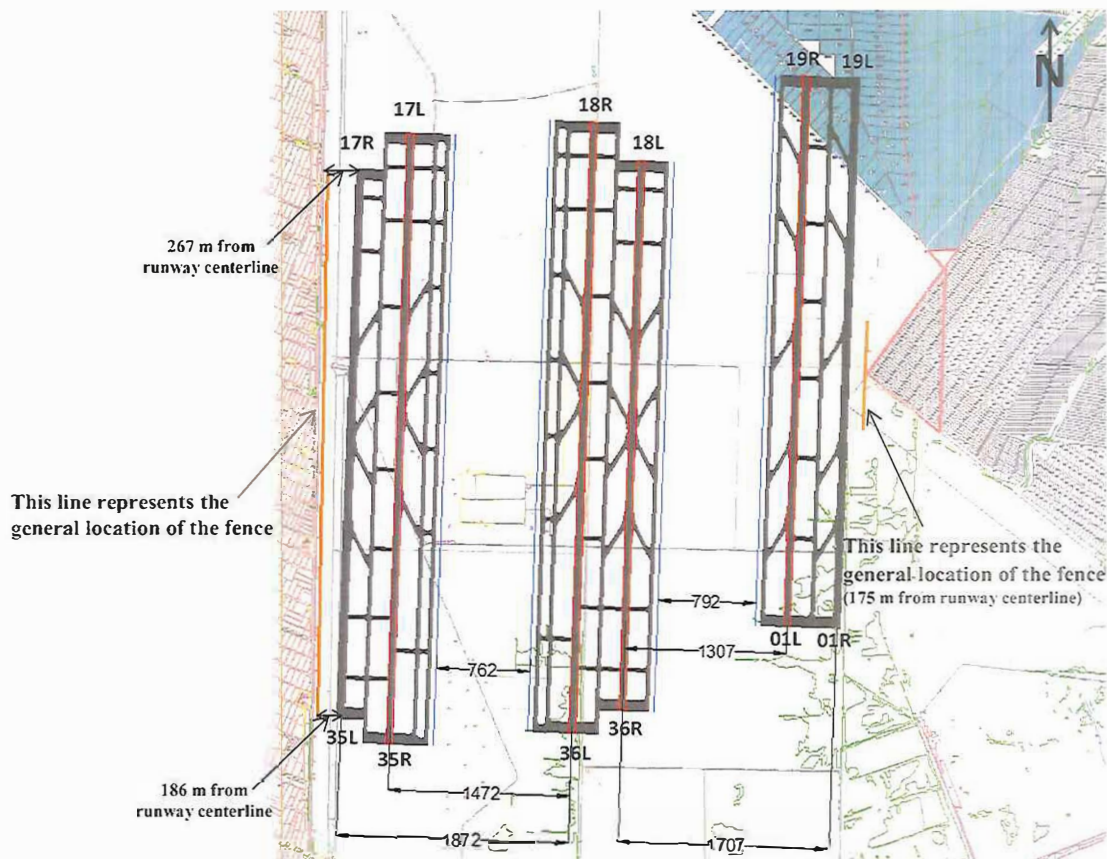 19R
19L
N
17L
18R
17R
18L
267 m from
runway centerline
This line represents the
general location of the fence
This line represents the
general location of the fence
(175 m from runway centerline)
792
01L
01R
1307
762
36R
35L
36L
35R
186 m from
runway centerline
1472
1872
1707